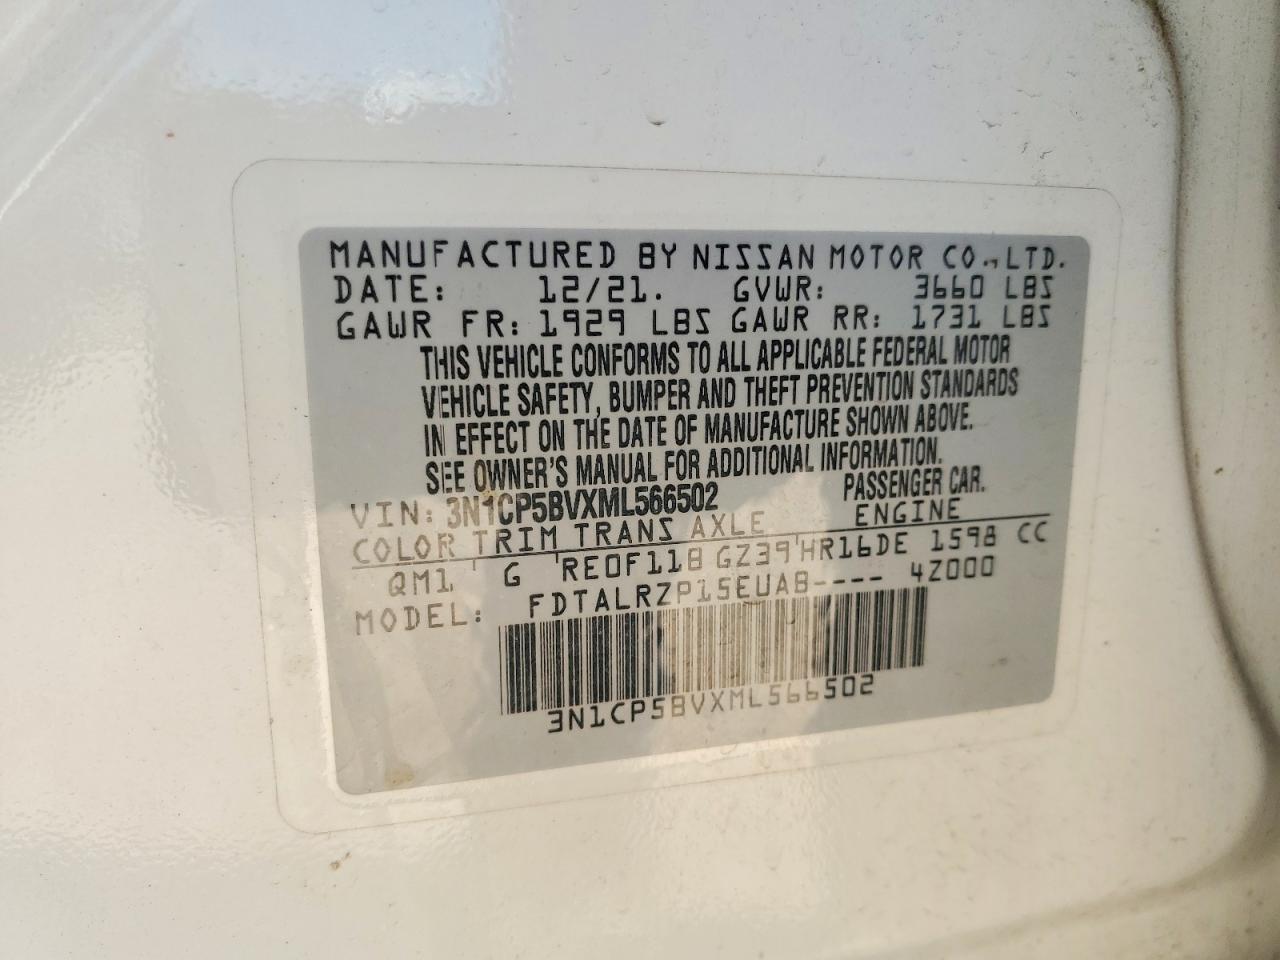 MANUFACTURED BY NISSAN MOTOR CO., LTD.
DATE: 12/21. GVWR: 3660 LBS
GAWR FR: 1929 LBS GAWR RR: 1731 LBS
THIS VEHICLE CONFORMS TO ALL APPLICABLE FEDERAL MOTOR
VEHICLE SAFETY, BUMPER AND THEFT PREVENTION STANDARDS
IN EFFECT ON THE DATE OF MANUFACTURE SHOWN ABOVE.
SEE OWNER'S MANUAL FOR ADDITIONAL INFORMATION.
VIN: 3N1CP5BVXML566502 PASSENGER CAR.
COLOR TRIM TRANS AXLE ENGINE
QM1 G RE0F11B GZ39 HR16DE 1598 CC
MODEL: FDTALRZP15EUAB---- 4Z000
3N1CP5BVXML566502